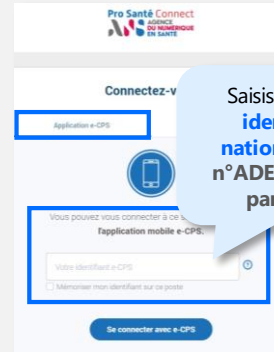 Pro Santé Connect
AGENCE
DU NUMÉRIQUE
EN SANTÉ
Connectez-v
Application e-CPS
Saisis
iden
nation
n°ADE
par
Vous pouvez vous connecter à ce
l'application mobile e-CPS.
Votre identifiant e-CPS
Mémoriser mon identifiant sur ce poste
Se connecter avec e-CPS